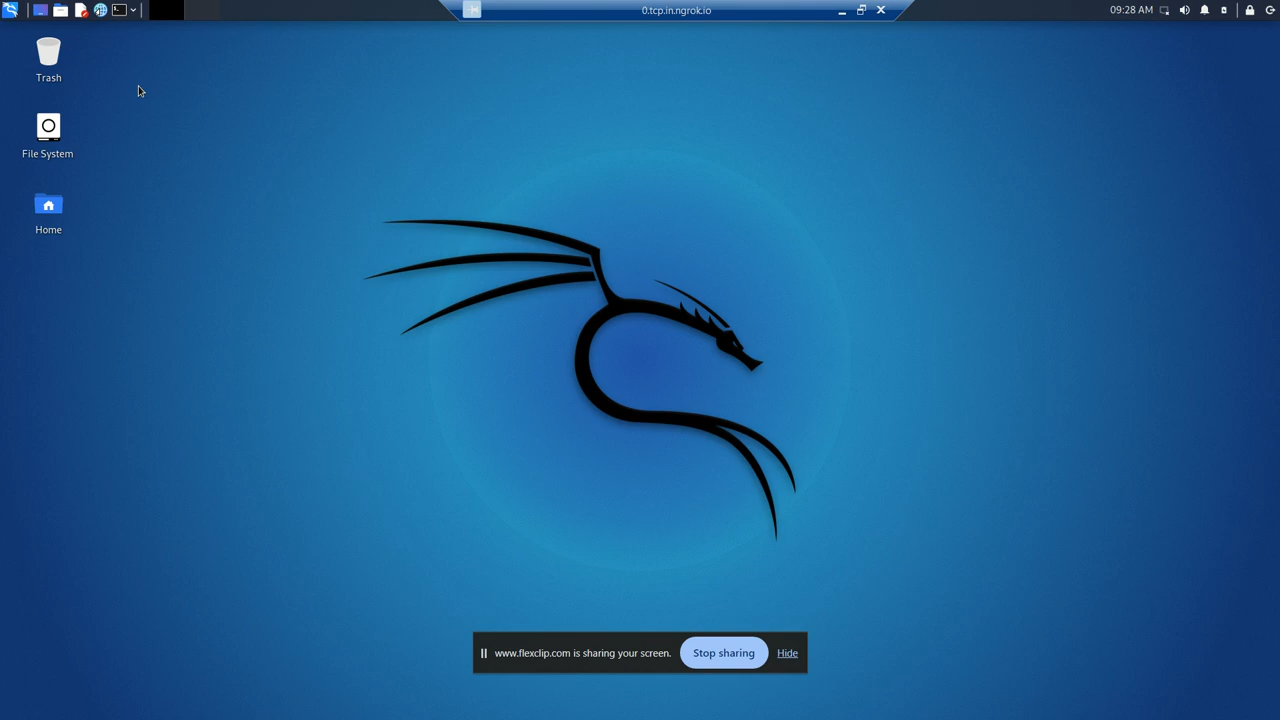 0.tcp.in.ngrok.io
09:28 AM
Trash
File System
Home
www.flexclip.com is sharing your screen.
Stop sharing
Hide